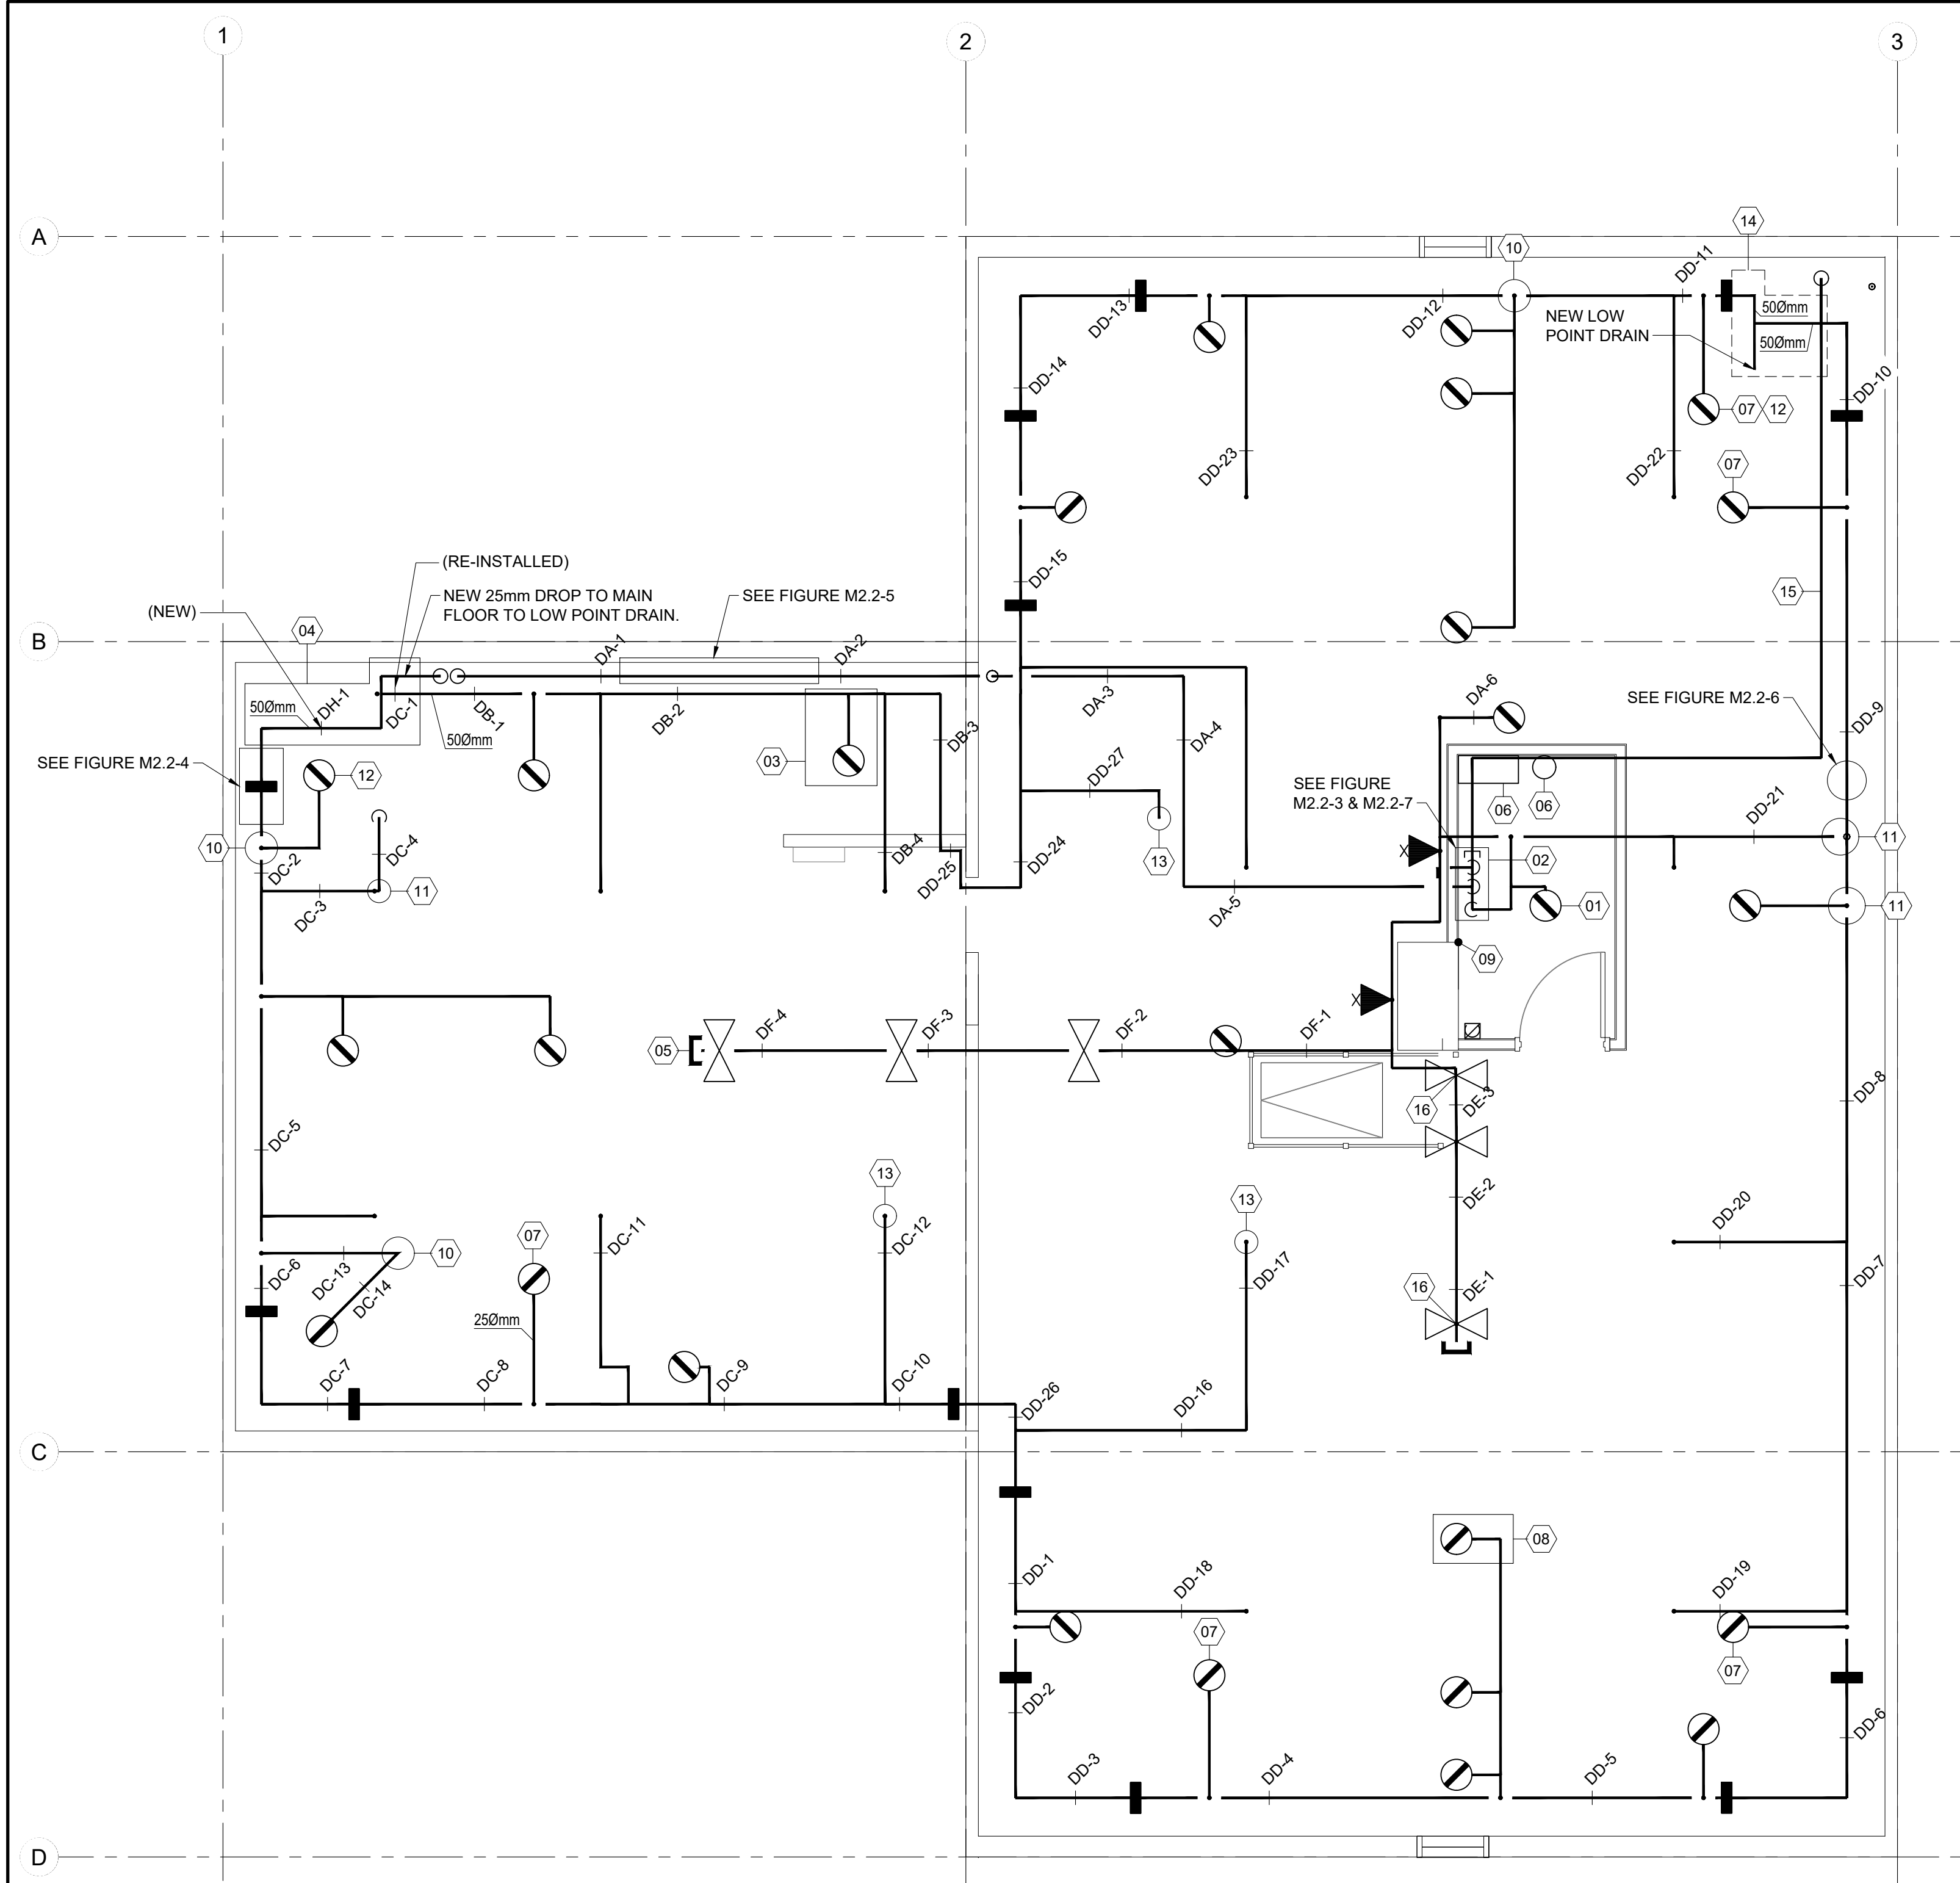 1
2
3
A
14
10
DD-11
DD-13
DD-12
NEW LOW
POINT DRAIN
50Ømm
50Ømm
DD-14
DD-10
07
12
DD-23
DD-22
07
(RE-INSTALLED)
DD-15
NEW 25mm DROP TO MAIN
FLOOR TO LOW POINT DRAIN.
SEE FIGURE M2.2-5
15
(NEW)
04
B
DA-1
DA-2
DH-1
DC-1
DB-1
50Ømm
50Ømm
DB-2
DB-3
DA-3
DA-4
DA-6
SEE FIGURE M2.2-6
DD-9
SEE FIGURE M2.2-4
12
03
DD-27
SEE FIGURE
M2.2-3 & M2.2-7
06
06
DD-21
13
10
DC-2
DC-4
DB-4
DD-25
DD-24
X
02
11
DC-3
11
DA-5
01
11
09
X
05
DF-4
DF-3
DF-2
DF-1
DC-5
16
DE-3
DD-8
13
13
DE-2
DD-20
07
DC-11
DC-12
10
DC-6
DC-13
DC-14
DD-17
16
DE-1
DD-7
25Ømm
DC-7
DC-8
DC-9
DC-10
DD-26
DD-16
C
08
DD-1
DD-18
DD-19
07
07
DD-2
DD-6
DD-3
DD-4
DD-5
D